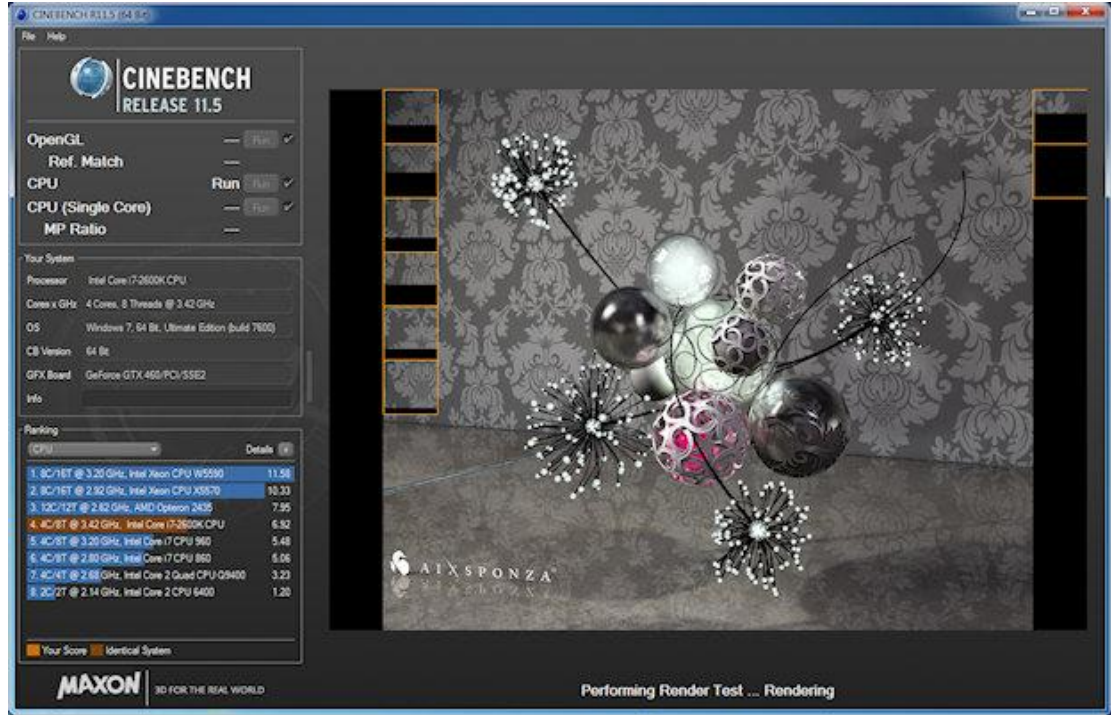 CINEBENCH R11.5 (64 Bit)
File Help
CINEBENCH
RELEASE 11.5
OpenGL --- Run
Ref. Match ---
CPU Run Run
CPU (Single Core) --- Run
MP Ratio ---
Your System
Processor Intel Core i7-2600K CPU
Cores x GHz 4 Cores, 8 Threads @ 3.42 GHz
OS Windows 7, 64 Bit, Ultimate Edition (build 7600)
CB Version 64 Bit
GFX Board GeForce GTX 460/PCI/SSE2
Info
Ranking
CPU Details
1. 8C/16T @ 3.20 GHz, Intel Xeon CPU W5590 11.58
2. 8C/16T @ 2.92 GHz, Intel Xeon CPU X5570 10.33
3. 12C/12T @ 2.62 GHz, AMD Opteron 2435 7.95
4. 4C/8T @ 3.42 GHz, Intel Core i7-2600K CPU 6.92
5. 4C/8T @ 3.20 GHz, Intel Core i7 CPU 960 5.48
6. 4C/8T @ 2.80 GHz, Intel Core i7 CPU 860 5.06
7. 4C/4T @ 2.68 GHz, Intel Core 2 Quad CPU Q9400 3.23
8. 2C/2T @ 2.14 GHz, Intel Core 2 CPU 6400 1.20
Your Score Identical System
MAXON 3D FOR THE REAL WORLD
AIXSPONZA
Performing Render Test ... Rendering